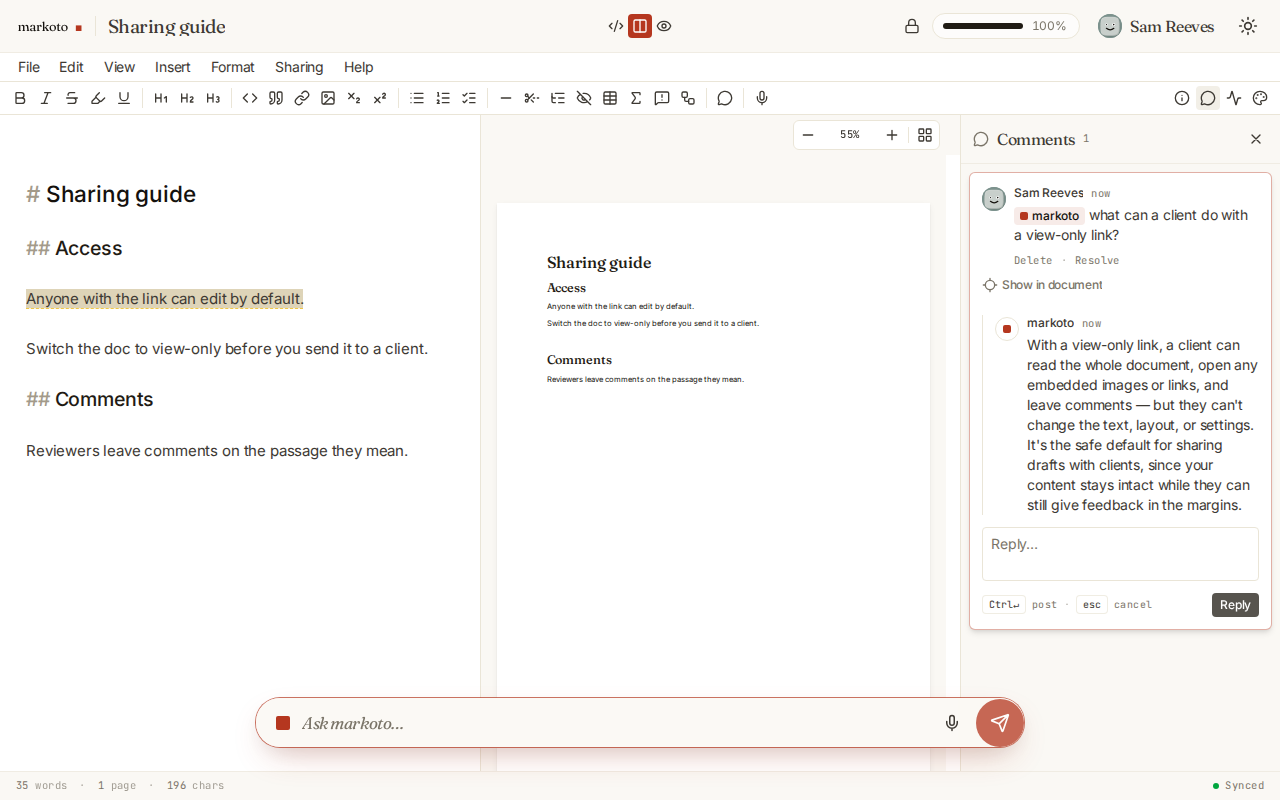 markoto
Sharing guide
100%
Sam Reeves
File Edit View Insert Format Sharing Help
H1 H2 H3
55%
# Sharing guide
## Access
Anyone with the link can edit by default.
Switch the doc to view-only before you send it to a client.
## Comments
Reviewers leave comments on the passage they mean.
Sharing guide
Access
Anyone with the link can edit by default.
Switch the doc to view-only before you send it to a client.
Comments
Reviewers leave comments on the passage they mean.
Comments 1
Sam Reeves now
markoto what can a client do with
a view-only link?
Delete · Resolve
Show in document
markoto now
With a view-only link, a client can
read the whole document, open any
embedded images or links, and
leave comments — but they can't
change the text, layout, or settings.
It's the safe default for sharing
drafts with clients, since your
content stays intact while they can
still give feedback in the margins.
Reply...
Ctrl↵ post · esc cancel
Reply
Ask markoto...
35 words · 1 page · 196 chars
Synced